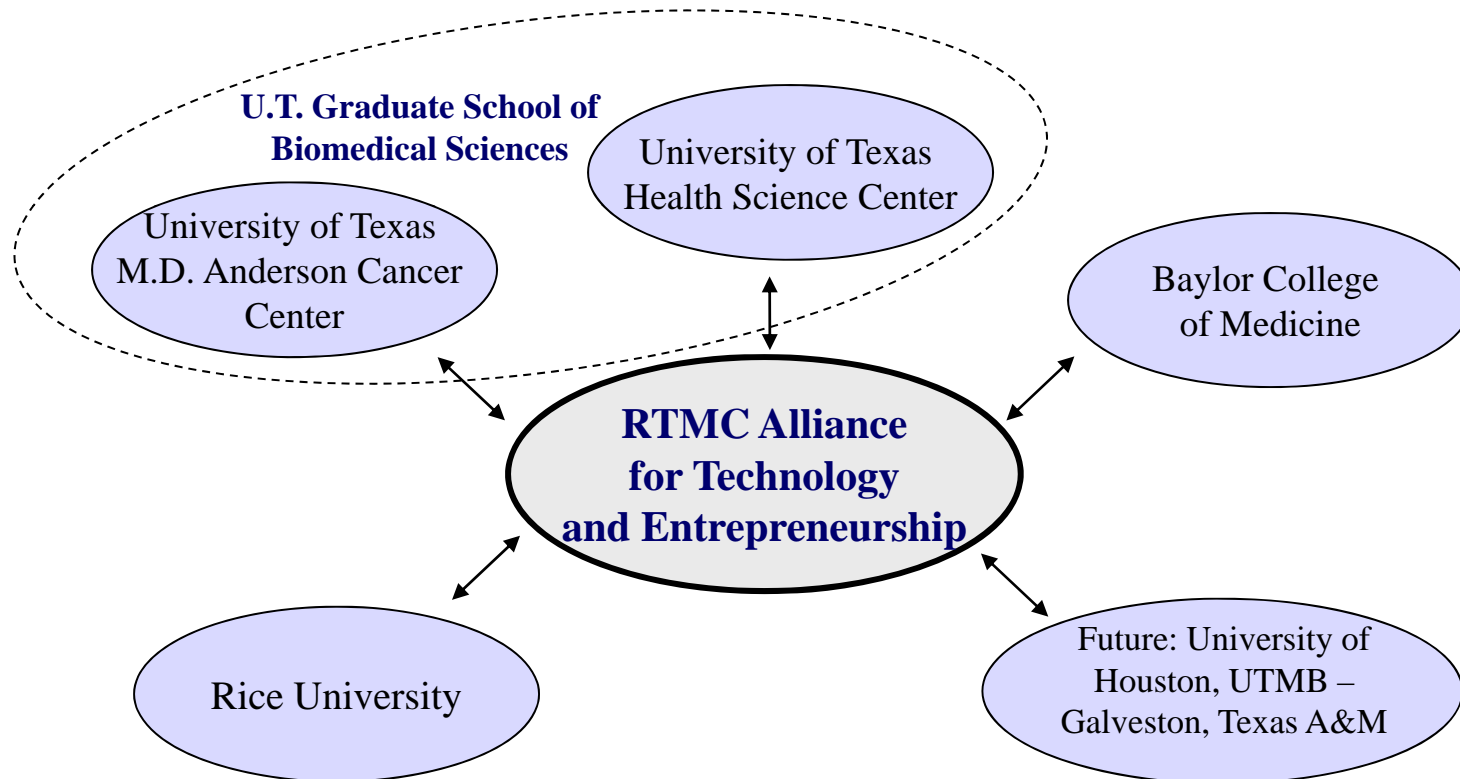 U.T. Graduate School of
Biomedical Sciences
University of Texas
Health Science Center
University of Texas
M.D. Anderson Cancer
Center
Baylor College
of Medicine
RTMC Alliance
for Technology
and Entrepreneurship
Rice University
Future: University of
Houston, UTMB –
Galveston, Texas A&M